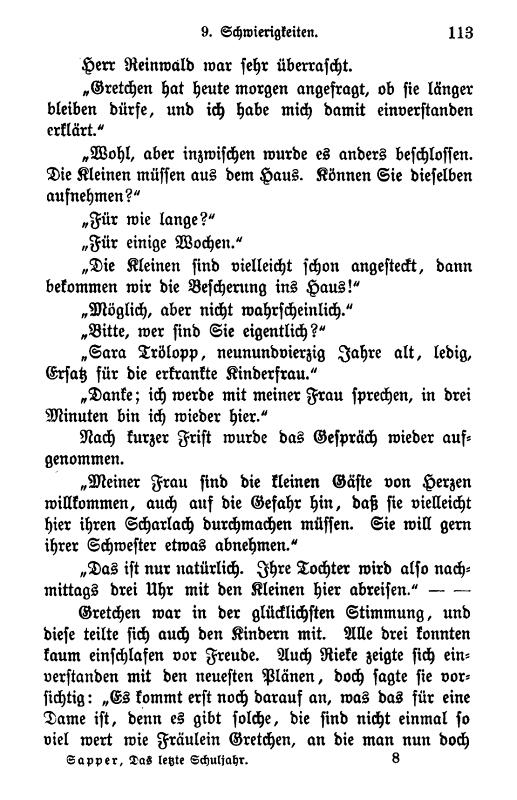 9. Schwierigkeiten. 113
Herr Reinwald war sehr überrascht.
„Gretchen hat heute morgen angefragt, ob sie länger
bleiben dürfe, und ich habe mich damit einverstanden
erklärt.“
„Wohl, aber inzwischen wurde es anders beschlossen.
Die Kleinen müssen aus dem Haus. Können Sie dieselben
aufnehmen?“
„Für wie lange?“
„Für einige Wochen.“
„Die Kleinen sind vielleicht schon angesteckt, dann
bekommen wir die Bescherung ins Haus!“
„Möglich, aber nicht wahrscheinlich.“
„Bitte, wer sind Sie eigentlich?“
„Sara Trölopp, neunundvierzig Jahre alt, ledig,
Ersatz für die erkrankte Kinderfrau.“
„Danke; ich werde mit meiner Frau sprechen, in drei
Minuten bin ich wieder hier.“
Nach kurzer Frist wurde das Gespräch wieder auf-
genommen.
„Meiner Frau sind die kleinen Gäste von Herzen
willkommen, auch auf die Gefahr hin, daß sie vielleicht
hier ihren Scharlach durchmachen müssen. Sie will gern
ihrer Schwester etwas abnehmen.“
„Das ist nur natürlich. Ihre Tochter wird also nach-
mittags drei Uhr mit den Kleinen hier abreisen.“ — —
Gretchen war in der glücklichsten Stimmung, und
diese teilte sich auch den Kindern mit. Alle drei konnten
kaum einschlafen vor Freude. Auch Rieke zeigte sich ein-
verstanden mit den neuesten Plänen, doch sagte sie vor-
sichtig: „Es kommt erst noch darauf an, was das für eine
Dame ist, denn es gibt solche, die sind nicht einmal so
viel wert wie Fräulein Gretchen, an die man nun doch
Sapper, Das letzte Schuljahr. 8